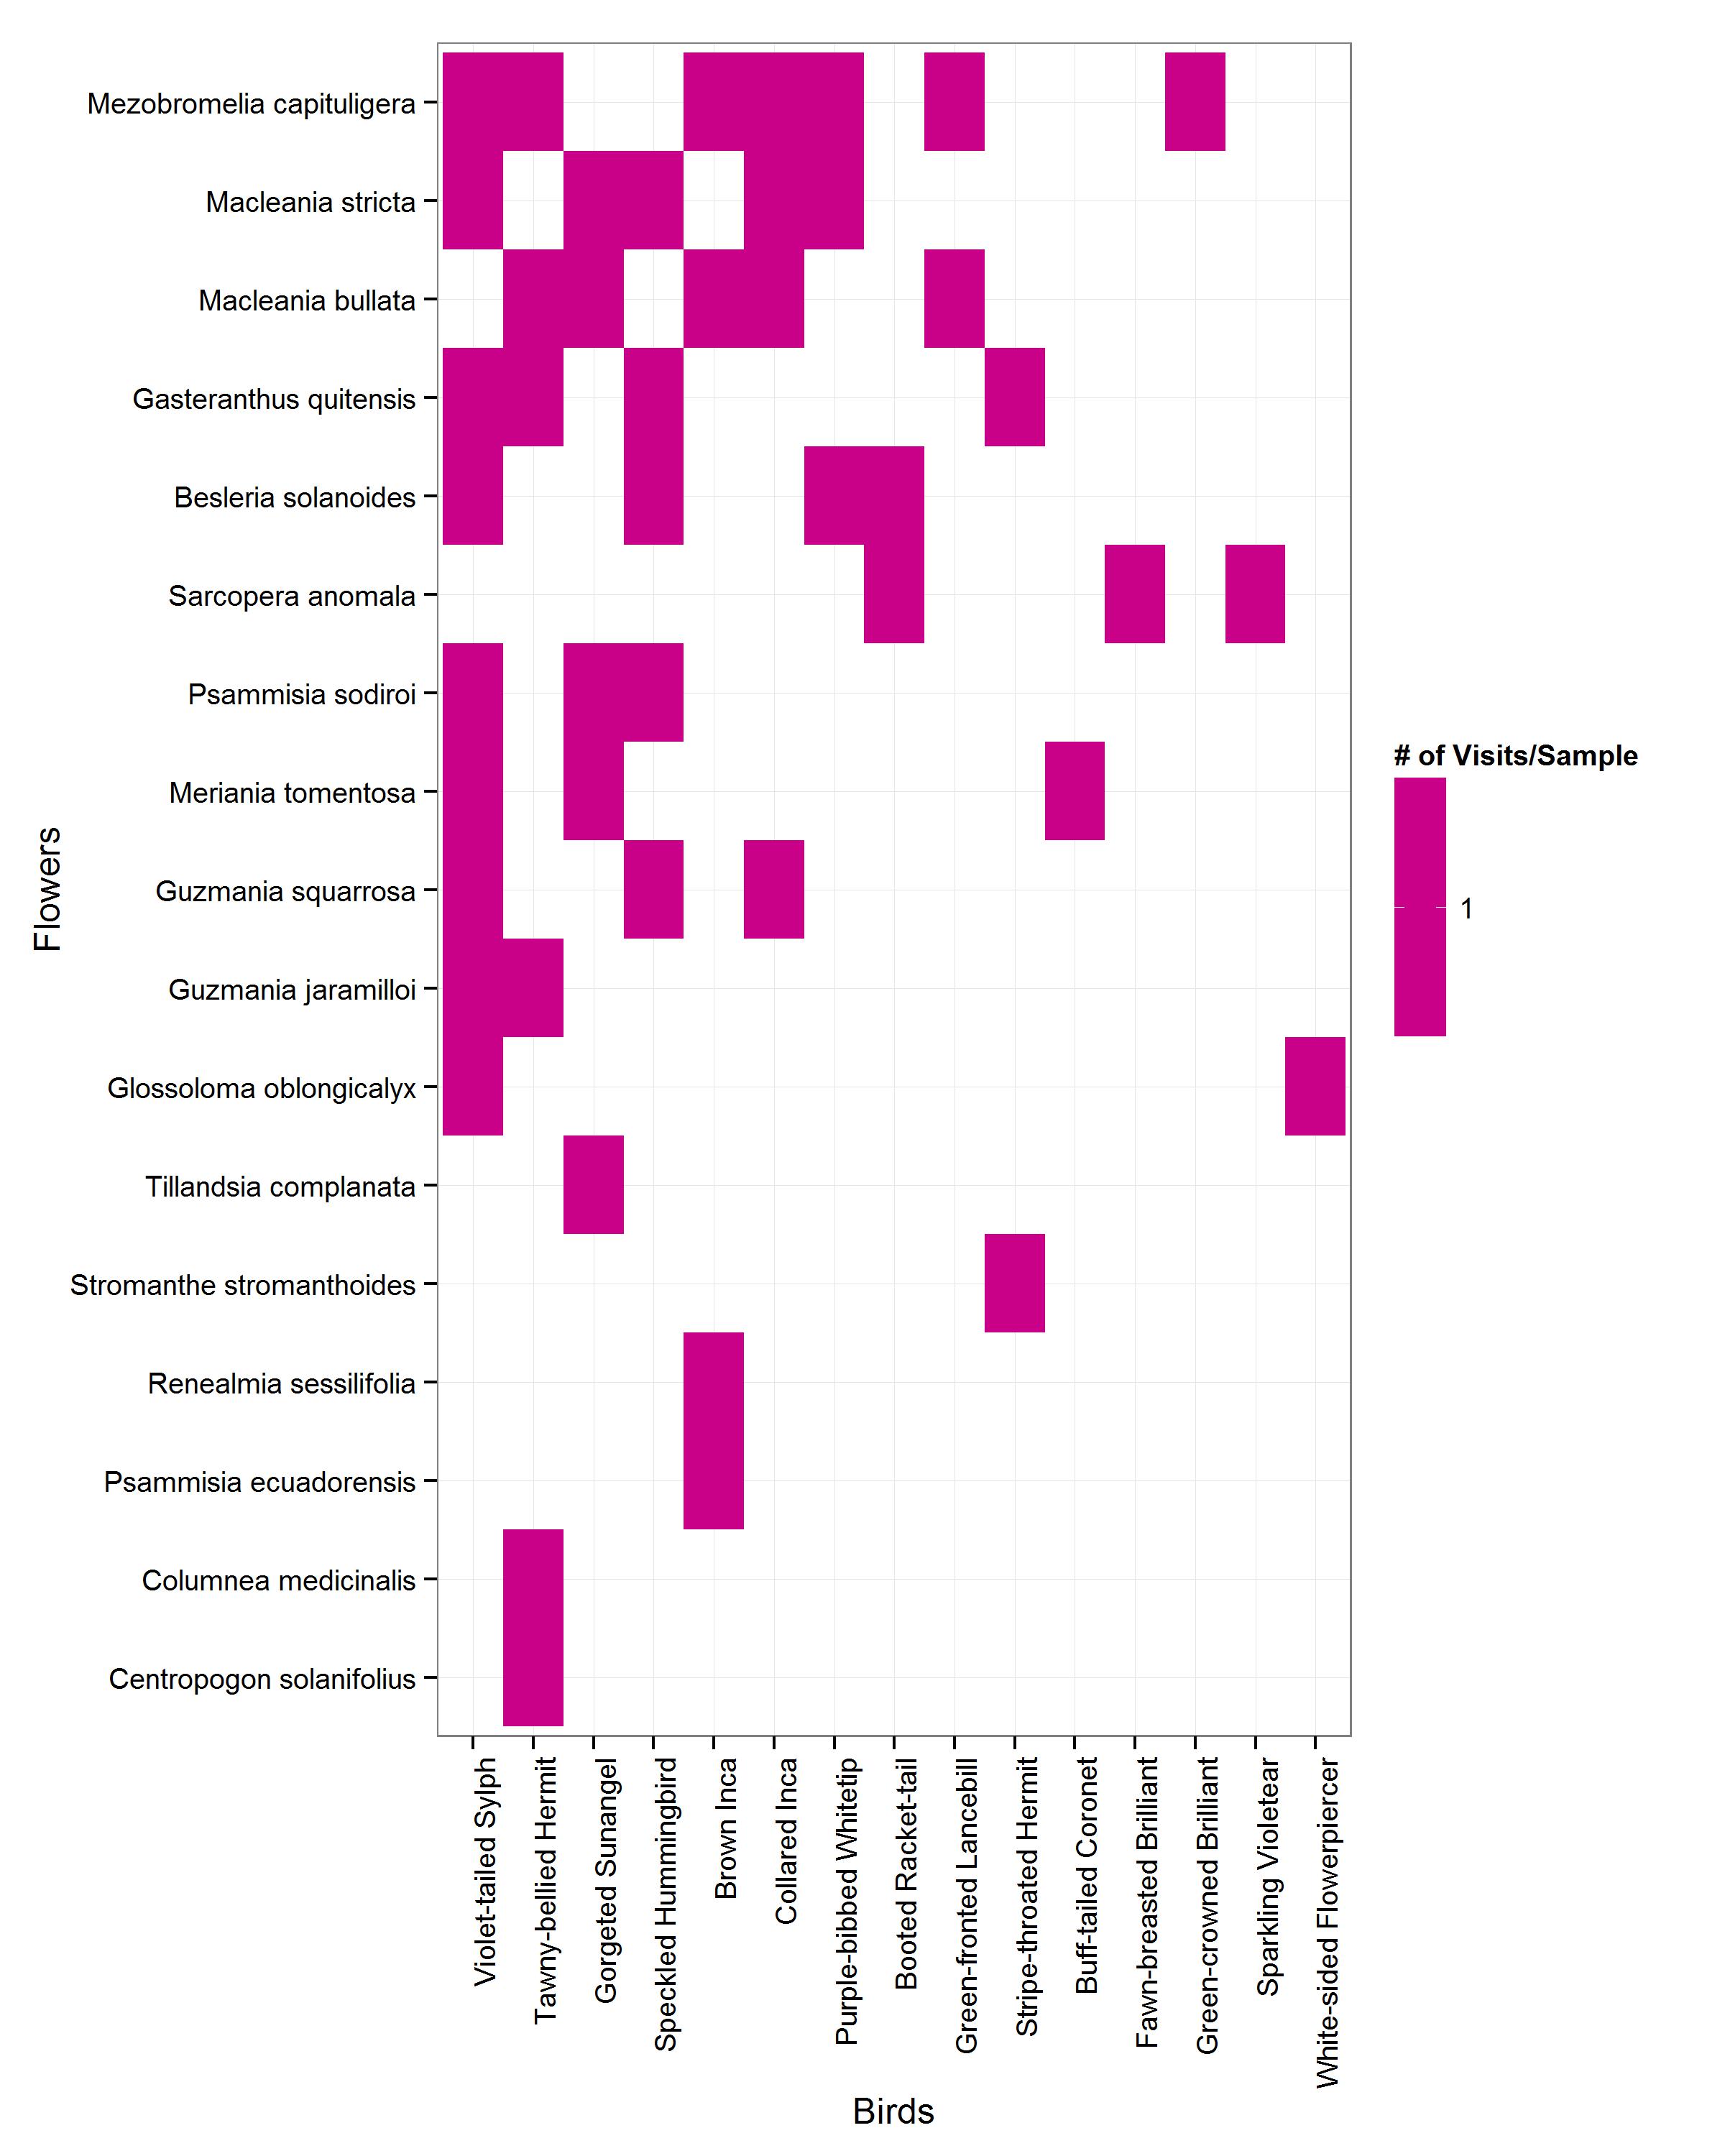 Mezobromelia capituligera
Macleania stricta
Macleania bullata
Gasteranthus quitensis
Besleria solanoides
Sarcopera anomala
Psammisia sodiroi
Meriania tomentosa
Guzmania squarrosa
Guzmania jaramilloi
Glossoloma oblongicalyx
Tillandsia complanata
Stromanthe stromanthoides
Renealmia sessilifolia
Psammisia ecuadorensis
Columnea medicinalis
Centropogon solanifolius
Flowers
# of Visits/Sample
1
Violet-tailed Sylph
Tawny-bellied Hermit
Gorgeted Sunangel
Speckled Hummingbird
Brown Inca
Collared Inca
Purple-bibbed Whitetip
Booted Racket-tail
Green-fronted Lancebill
Stripe-throated Hermit
Buff-tailed Coronet
Fawn-breasted Brilliant
Green-crowned Brilliant
Sparkling Violetear
White-sided Flowerpiercer
Birds